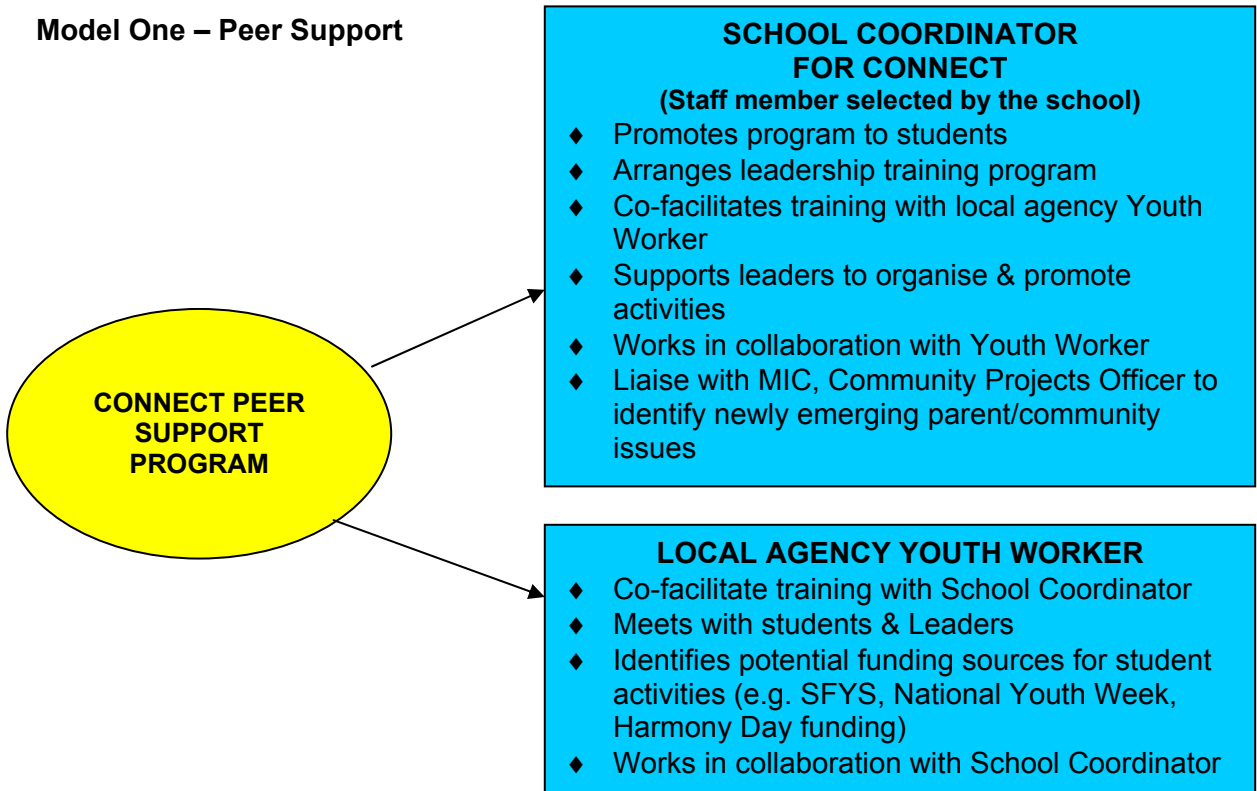 Model One – Peer Support
SCHOOL COORDINATOR
FOR CONNECT
(Staff member selected by the school)
♦ Promotes program to students
♦ Arranges leadership training program
♦ Co-facilitates training with local agency Youth
Worker
♦ Supports leaders to organise & promote
activities
♦ Works in collaboration with Youth Worker
♦ Liaise with MIC, Community Projects Officer to
identify newly emerging parent/community
issues
CONNECT PEER
SUPPORT
PROGRAM
LOCAL AGENCY YOUTH WORKER
♦ Co-facilitate training with School Coordinator
♦ Meets with students & Leaders
♦ Identifies potential funding sources for student
activities (e.g. SFYS, National Youth Week,
Harmony Day funding)
♦ Works in collaboration with School Coordinator